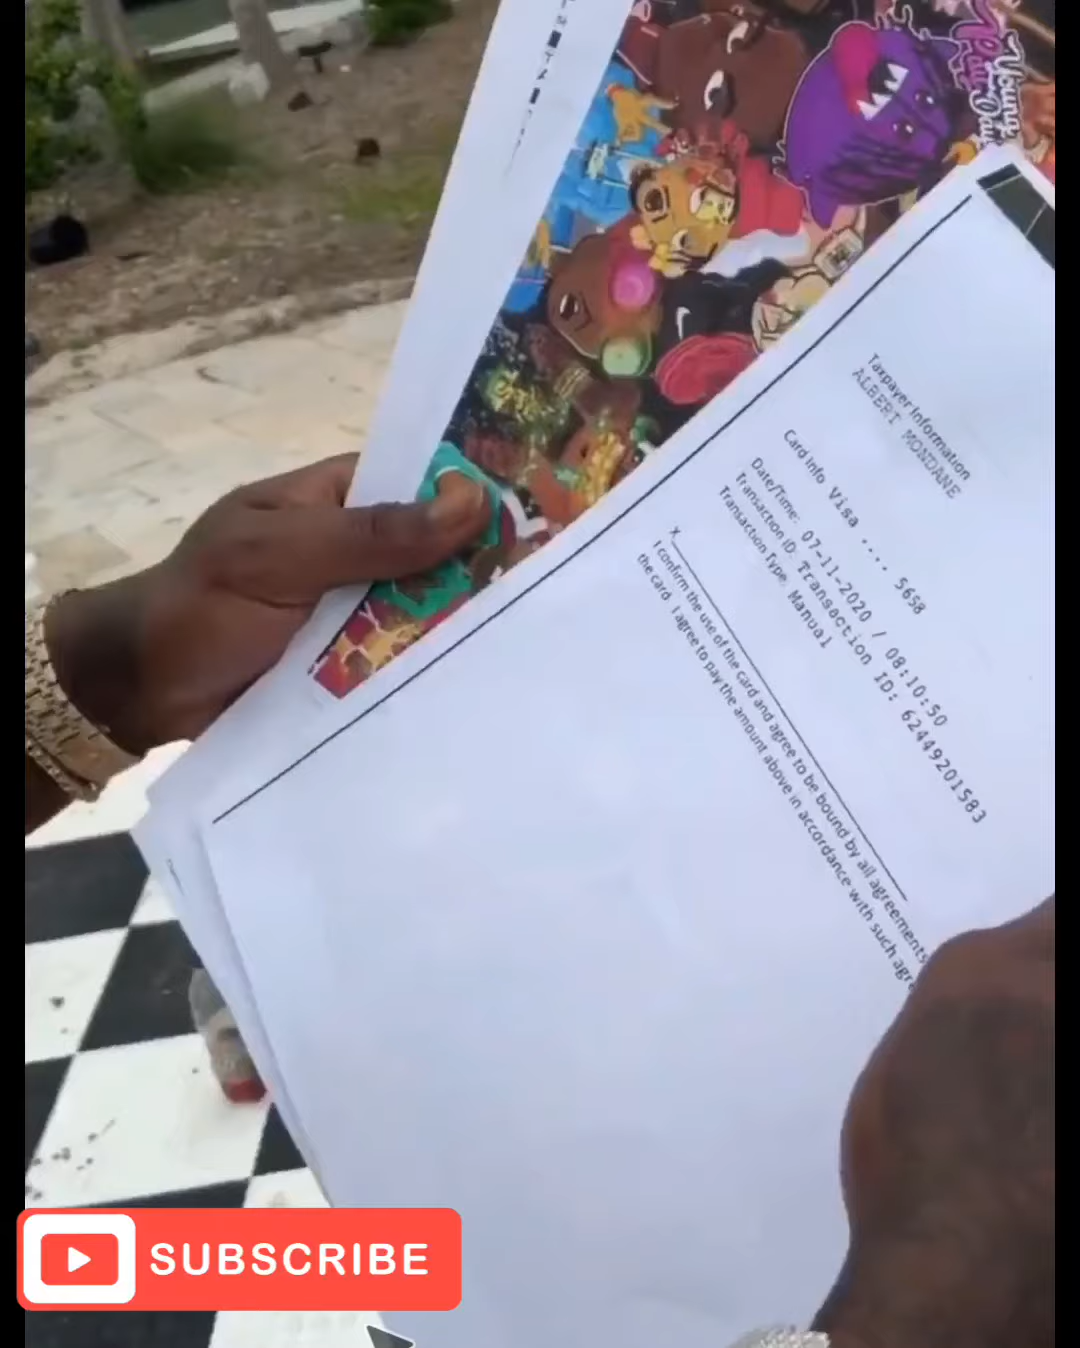 Young
Taxpayer Information
ALBERT MONDANE
Card Info Visa .... 5658
Date/Time: 07-11-2020 / 08:10:50
Transaction ID: Transaction ID: 62449201583
Transaction Type: Manual
X
I confirm the use of the card and agree to be bound by all agreements
the card. I agree to pay the amount above in accordance with such
SUBSCRIBE